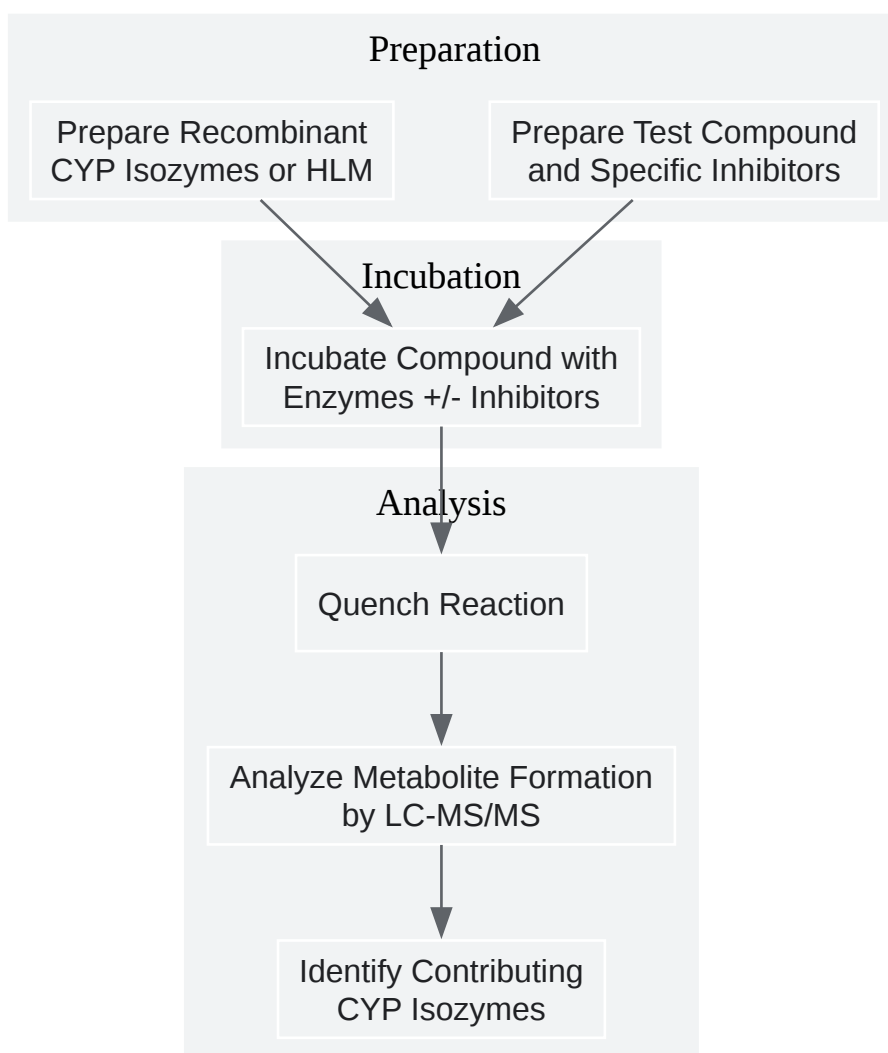 Preparation
Prepare Recombinant
CYP Isozymes or HLM
Prepare Test Compound
and Specific Inhibitors
Incubation
Incubate Compound with
Enzymes +/- Inhibitors
Analysis
Quench Reaction
Analyze Metabolite Formation
by LC-MS/MS
Identify Contributing
CYP Isozymes